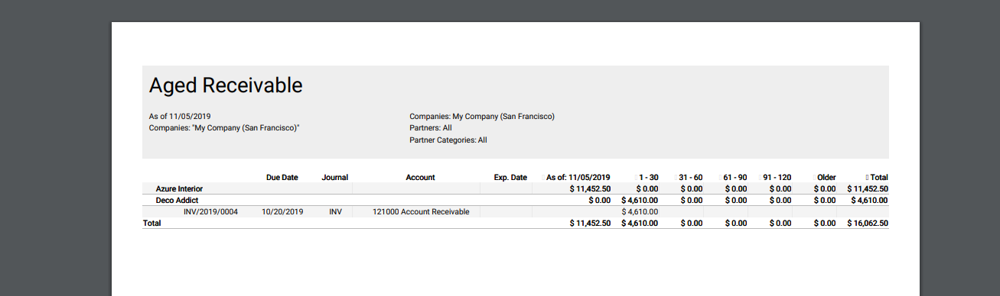 Aged Receivable
As of 11/05/2019
Companies: "My Company (San Francisco)"
Companies: My Company (San Francisco)
Partners: All
Partner Categories: All
Due Date Journal Account Exp. Date As of: 11/05/2019 1 - 30 31 - 60 61 - 90 91 - 120 Older Total
Azure Interior $ 11,452.50 $ 0.00 $ 0.00 $ 0.00 $ 0.00 $ 0.00 $ 11,452.50
Deco Addict $ 0.00 $ 4,610.00 $ 0.00 $ 0.00 $ 0.00 $ 0.00 $ 4,610.00
INV/2019/0004 10/20/2019 INV 121000 Account Receivable $ 4,610.00
Total $ 11,452.50 $ 4,610.00 $ 0.00 $ 0.00 $ 0.00 $ 0.00 $ 16,062.50